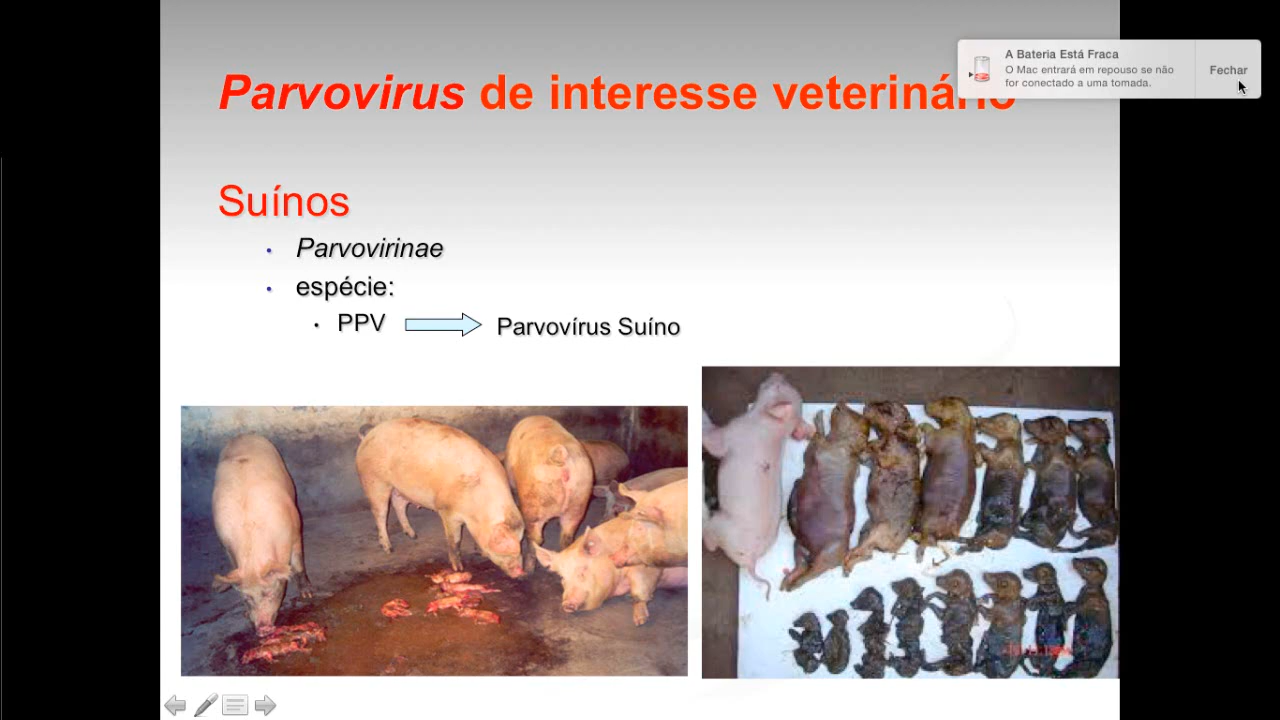 A Bateria Está Fraca
O Mac entrará em repouso se não
for conectado a uma tomada.
Fechar
Parvovirus de interesse veterinário
Suínos
• Parvovirinae
• espécie:
• PPV
Parvovírus Suíno